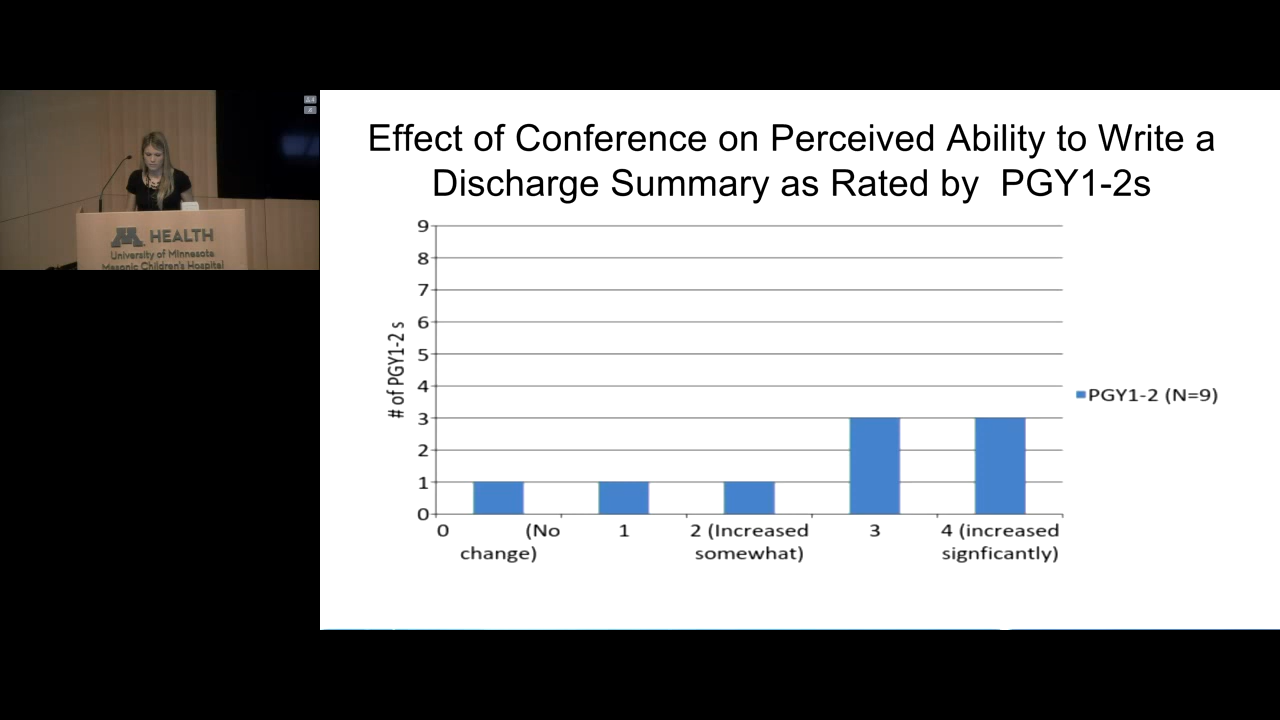 Effect of Conference on Perceived Ability to Write a
Discharge Summary as Rated by PGY1-2s
9
8
7
6
5
4
3
2
1
0
# of PGY1-2 s
0 (No
change)
1
2 (Increased
somewhat)
3
4 (increased
signficantly)
PGY1-2 (N=9)
M HEALTH
University of Minnesota
Masonic Children's Hospital